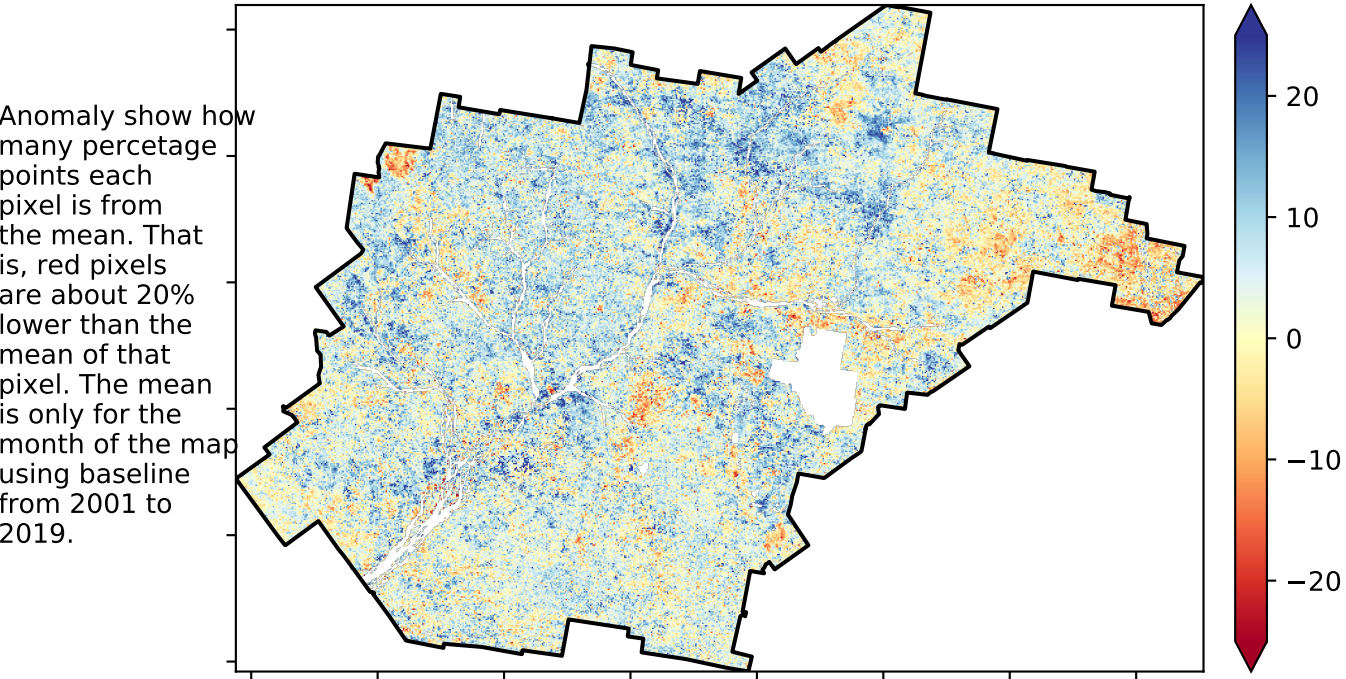 Anomaly show how
many percetage
points each
pixel is from
the mean. That
is, red pixels
are about 20%
lower than the
mean of that
pixel. The mean
is only for the
month of the map
using baseline
from 2001 to
2019.
20
10
0
−10
−20